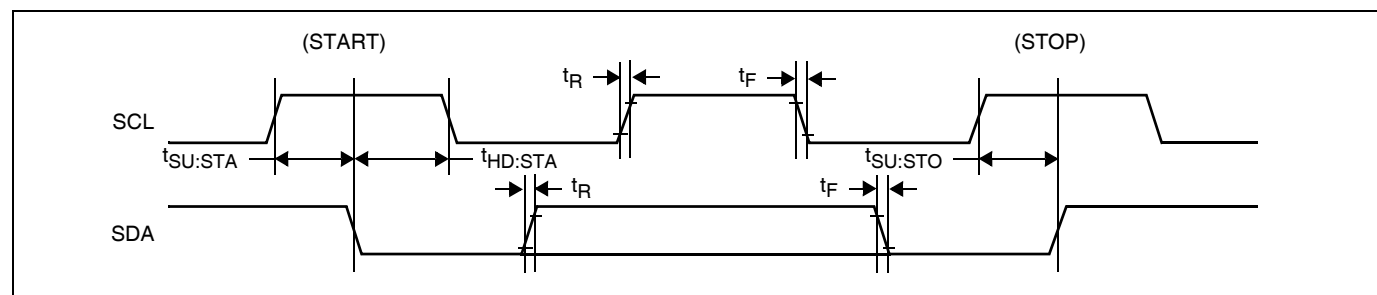 (START)
(STOP)
tR
tF
SCL
tSU:STA
tHD:STA
tSU:STO
tR
tF
SDA